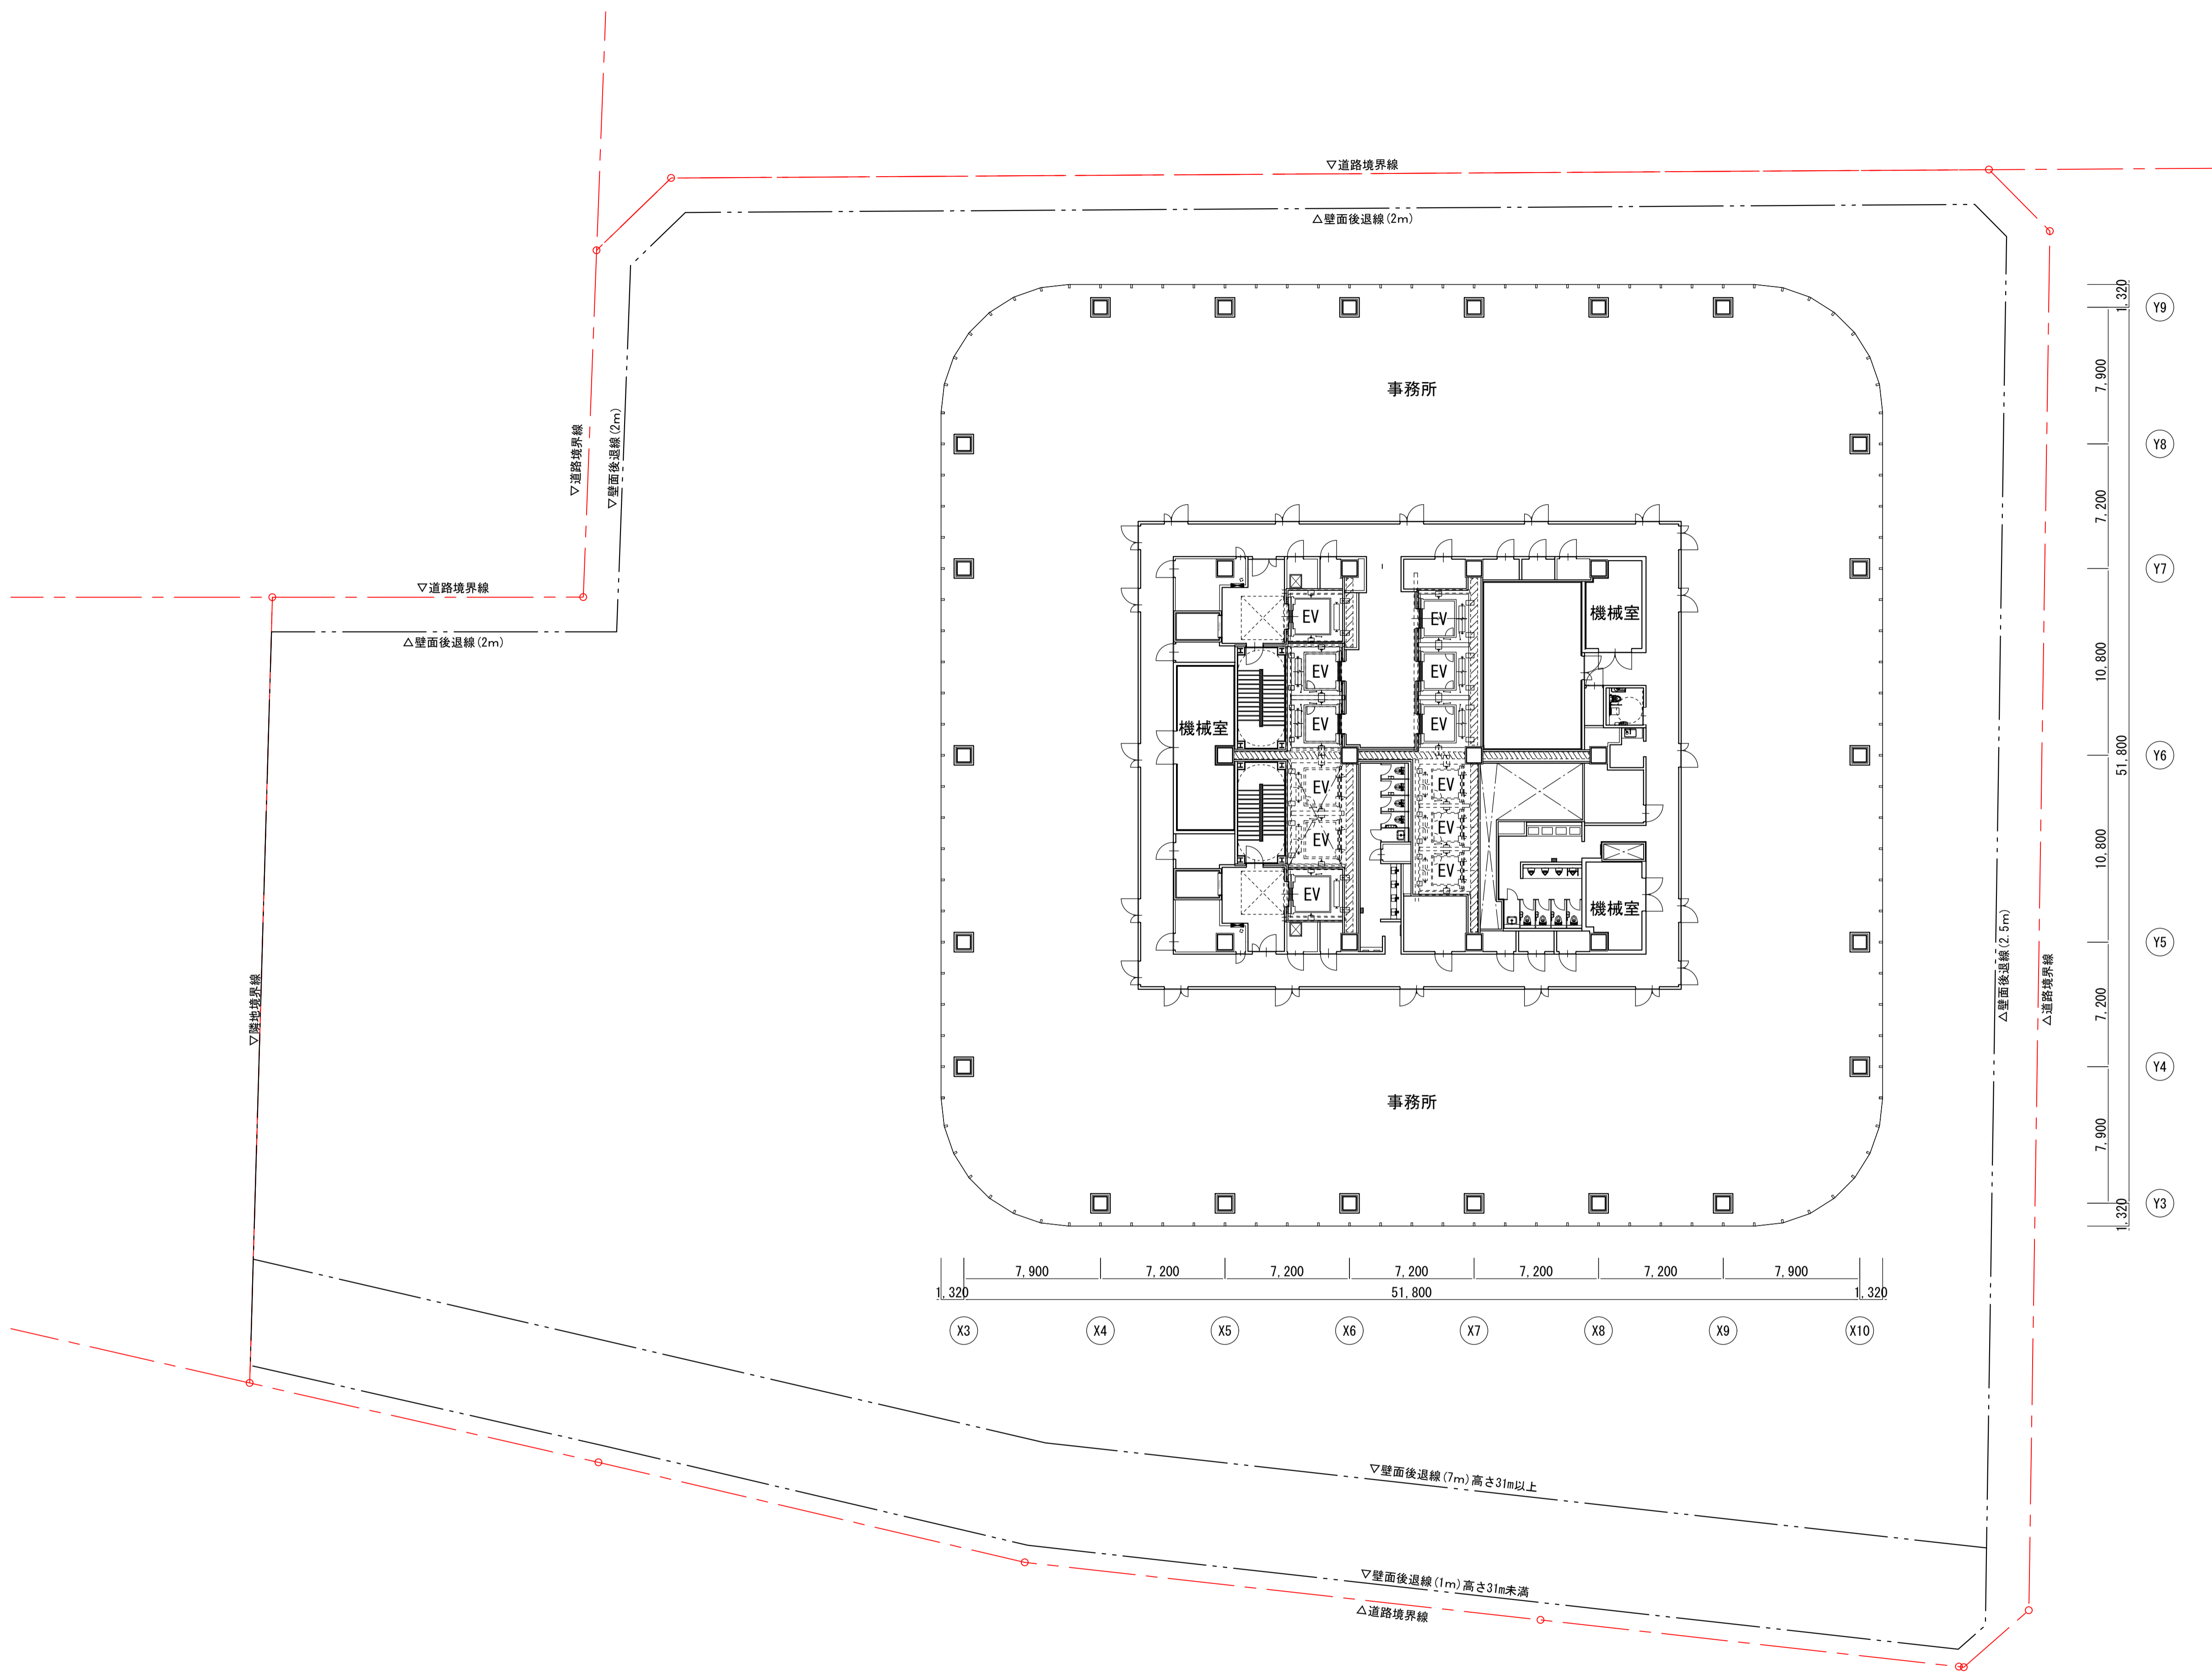 ▽道路境界線
△壁面後退線(2m)
▽道路境界線
▽壁面後退線(2m)
▽道路境界線
△壁面後退線(2m)
▽隣地境界線
事務所
機械室
EV
EV
EV
EV
EV
EV
機械室
EV
EV
EV
EV
EV
EV
機械室
事務所
1,320
Y9
7,900
Y8
7,200
Y7
10,800
51,800
Y6
10,800
Y5
7,200
Y4
7,900
Y3
1,320
△壁面後退線(2.5m)
△道路境界線
7,900
7,200
7,200
7,200
7,200
7,200
7,900
1,320
51,800
1,320
X3
X4
X5
X6
X7
X8
X9
X10
▽壁面後退線(7m)高さ31m以上
▽壁面後退線(1m)高さ31m未満
△道路境界線